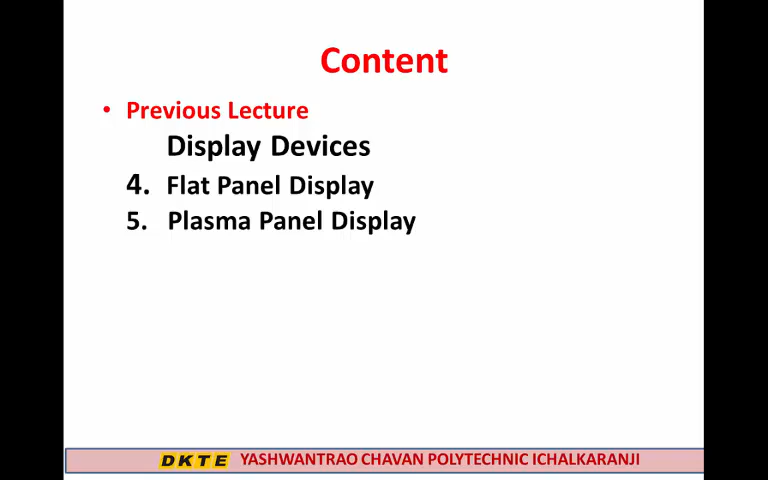 Content
• Previous Lecture
Display Devices
4. Flat Panel Display
5. Plasma Panel Display
DKTE YASHWANTRAO CHAVAN POLYTECHNIC ICHALKARANJI